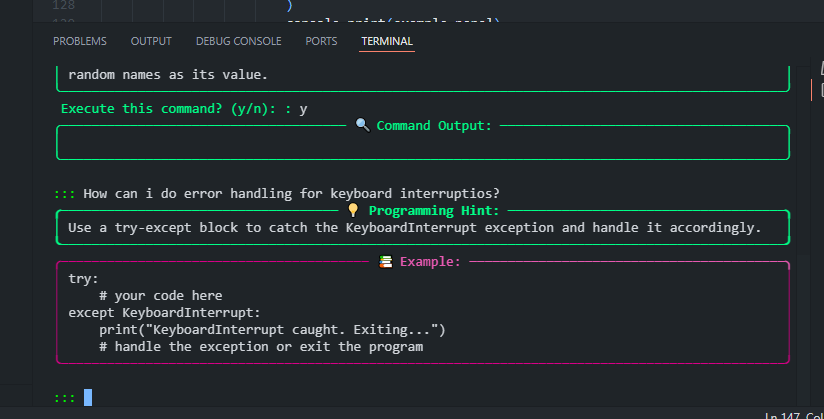 128
)
console.print(example_panel)
PROBLEMS OUTPUT DEBUG CONSOLE PORTS TERMINAL
random names as its value.
Execute this command? (y/n): : y
Command Output:
::: How can i do error handling for keyboard interruptios?
Programming Hint:
Use a try-except block to catch the KeyboardInterrupt exception and handle it accordingly.
Example:
try:
# your code here
except KeyboardInterrupt:
print("KeyboardInterrupt caught. Exiting...")
# handle the exception or exit the program
:::
Ln 147, Col